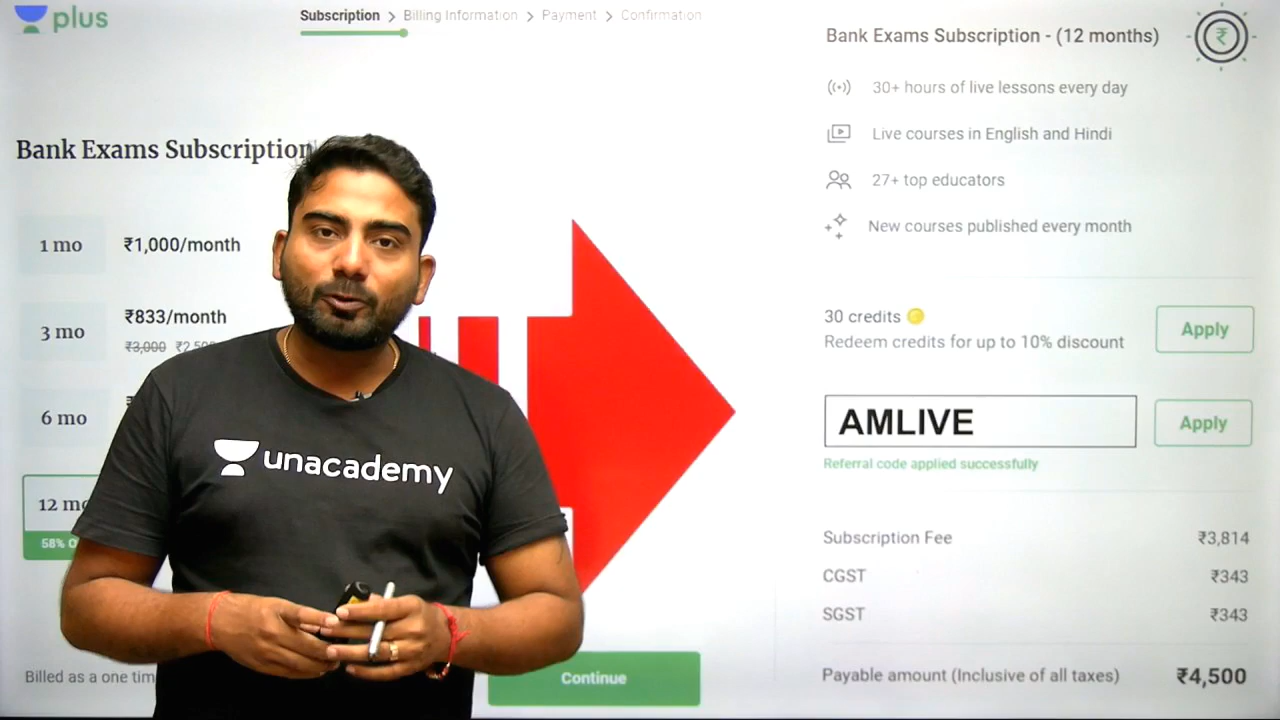 plus
Subscription > Billing Information > Payment > Confirmation
Bank Exams Subscription
1 mo ₹1,000/month
3 mo ₹833/month
₹3,000
6 mo
12 mo
58%
Billed as a one
unacademy
Continue
Bank Exams Subscription - (12 months)
₹
30+ hours of live lessons every day
Live courses in English and Hindi
27+ top educators
New courses published every month
30 credits
Redeem credits for up to 10% discount
Apply
AMLIVE
Apply
Referral code applied successfully
Subscription Fee ₹3,814
CGST ₹343
SGST ₹343
Payable amount (Inclusive of all taxes) ₹4,500